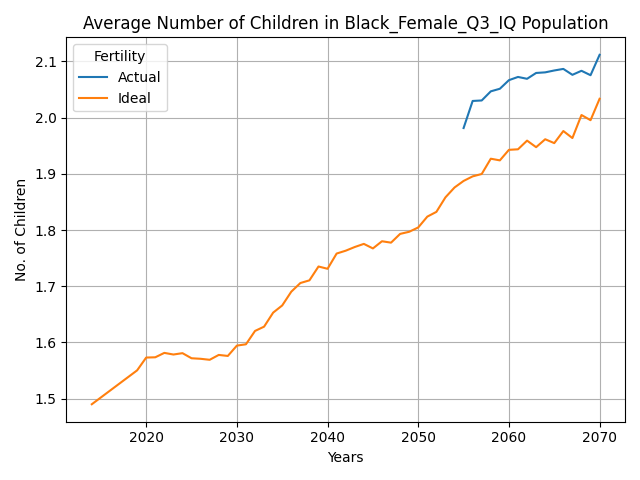 Average Number of Children in Black_Female_Q3_IQ Population
Fertility
Actual
Ideal
No. of Children
2.1
2.0
1.9
1.8
1.7
1.6
1.5
2020 2030 2040 2050 2060 2070
Years